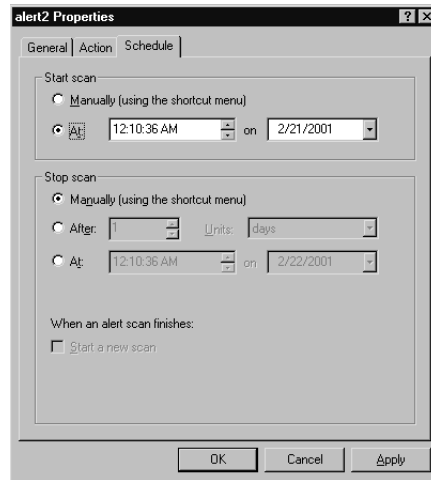 alert2 Properties
General Action Schedule
Start scan
Manually (using the shortcut menu)
At: 12:10:36 AM on 2/21/2001
Stop scan
Manually (using the shortcut menu)
After: 1 Units: days
At: 12:10:36 AM on 2/22/2001
When an alert scan finishes:
Start a new scan
OK Cancel Apply